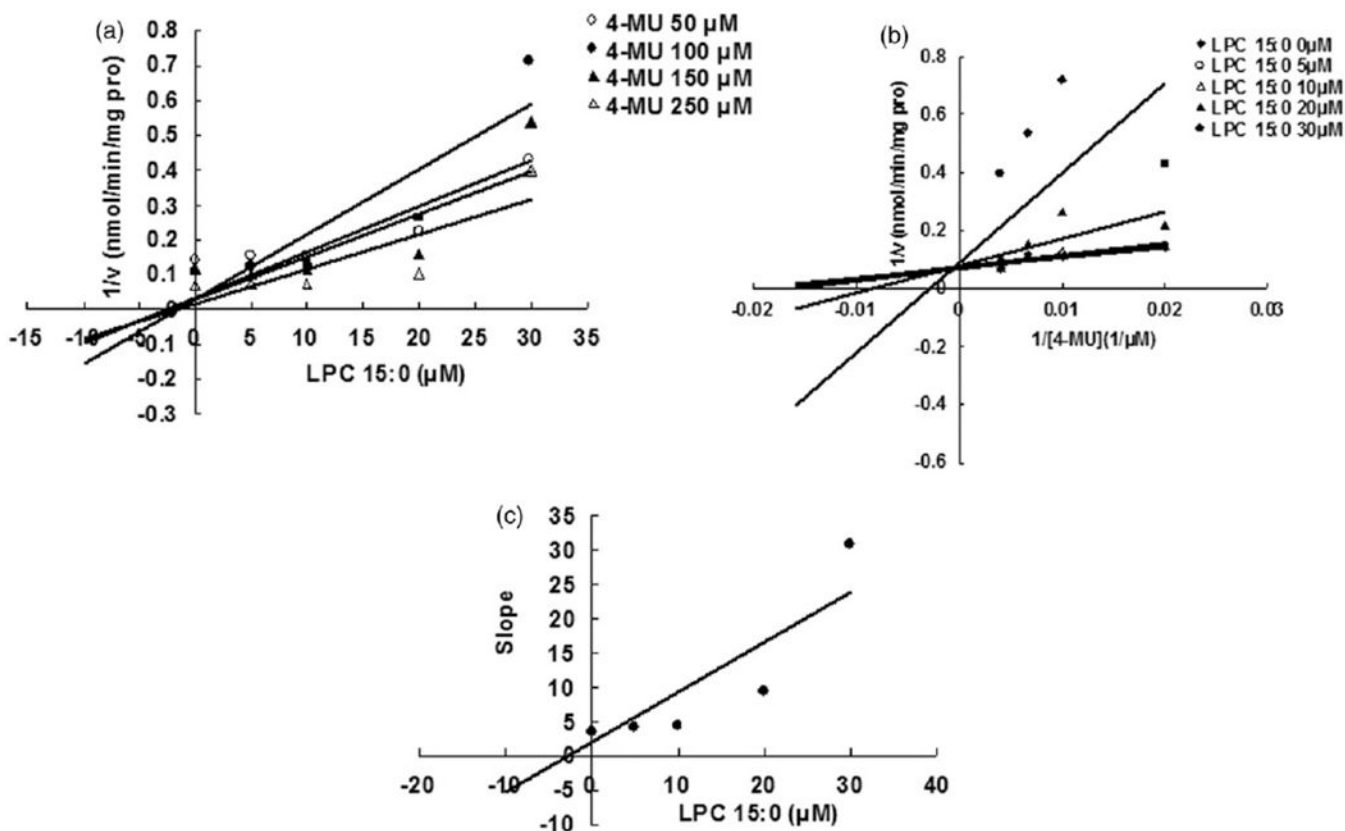 (a)
4-MU 50 µM
4-MU 100 µM
4-MU 150 µM
4-MU 250 µM
1/v (nmol/min/mg pro)
0.8
0.7
0.6
0.5
0.4
0.3
0.2
0.1
0
-0.1
-0.2
-0.3
-15 -10 -5 0 5 10 15 20 25 30 35
LPC 15:0 (µM)
(b)
LPC 15:0 0µM
LPC 15:0 5µM
LPC 15:0 10µM
LPC 15:0 20µM
LPC 15:0 30µM
1/v (nmol/min/mg pro)
0.8
0.6
0.4
0.2
0
-0.2
-0.4
-0.6
-0.02 -0.01 0 0.01 0.02 0.03
1/[4-MU](1/µM)
(c)
Slope
35
30
25
20
15
10
5
0
-5
-10
-20 -10 0 10 20 30 40
LPC 15:0 (µM)